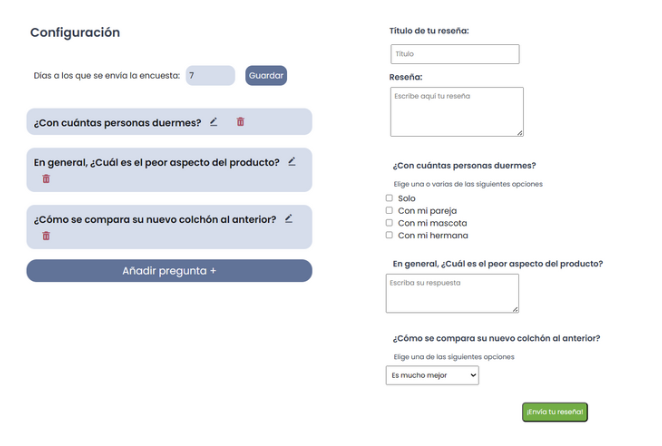 Configuración
Días a los que se envía la encuesta: 7 Guardar
¿Con cuántas personas duermes?
En general, ¿Cuál es el peor aspecto del producto?
¿Cómo se compara su nuevo colchón al anterior?
Añadir pregunta +
Título de tu reseña:
Título
Reseña:
Escribe aquí tu reseña
¿Con cuántas personas duermes?
Elige una o varias de las siguientes opciones
Solo
Con mi pareja
Con mi mascota
Con mi hermana
En general, ¿Cuál es el peor aspecto del producto?
Escriba su respuesta
¿Cómo se compara su nuevo colchón al anterior?
Elige una de las siguientes opciones
Es mucho mejor
¡Envía tu reseña!